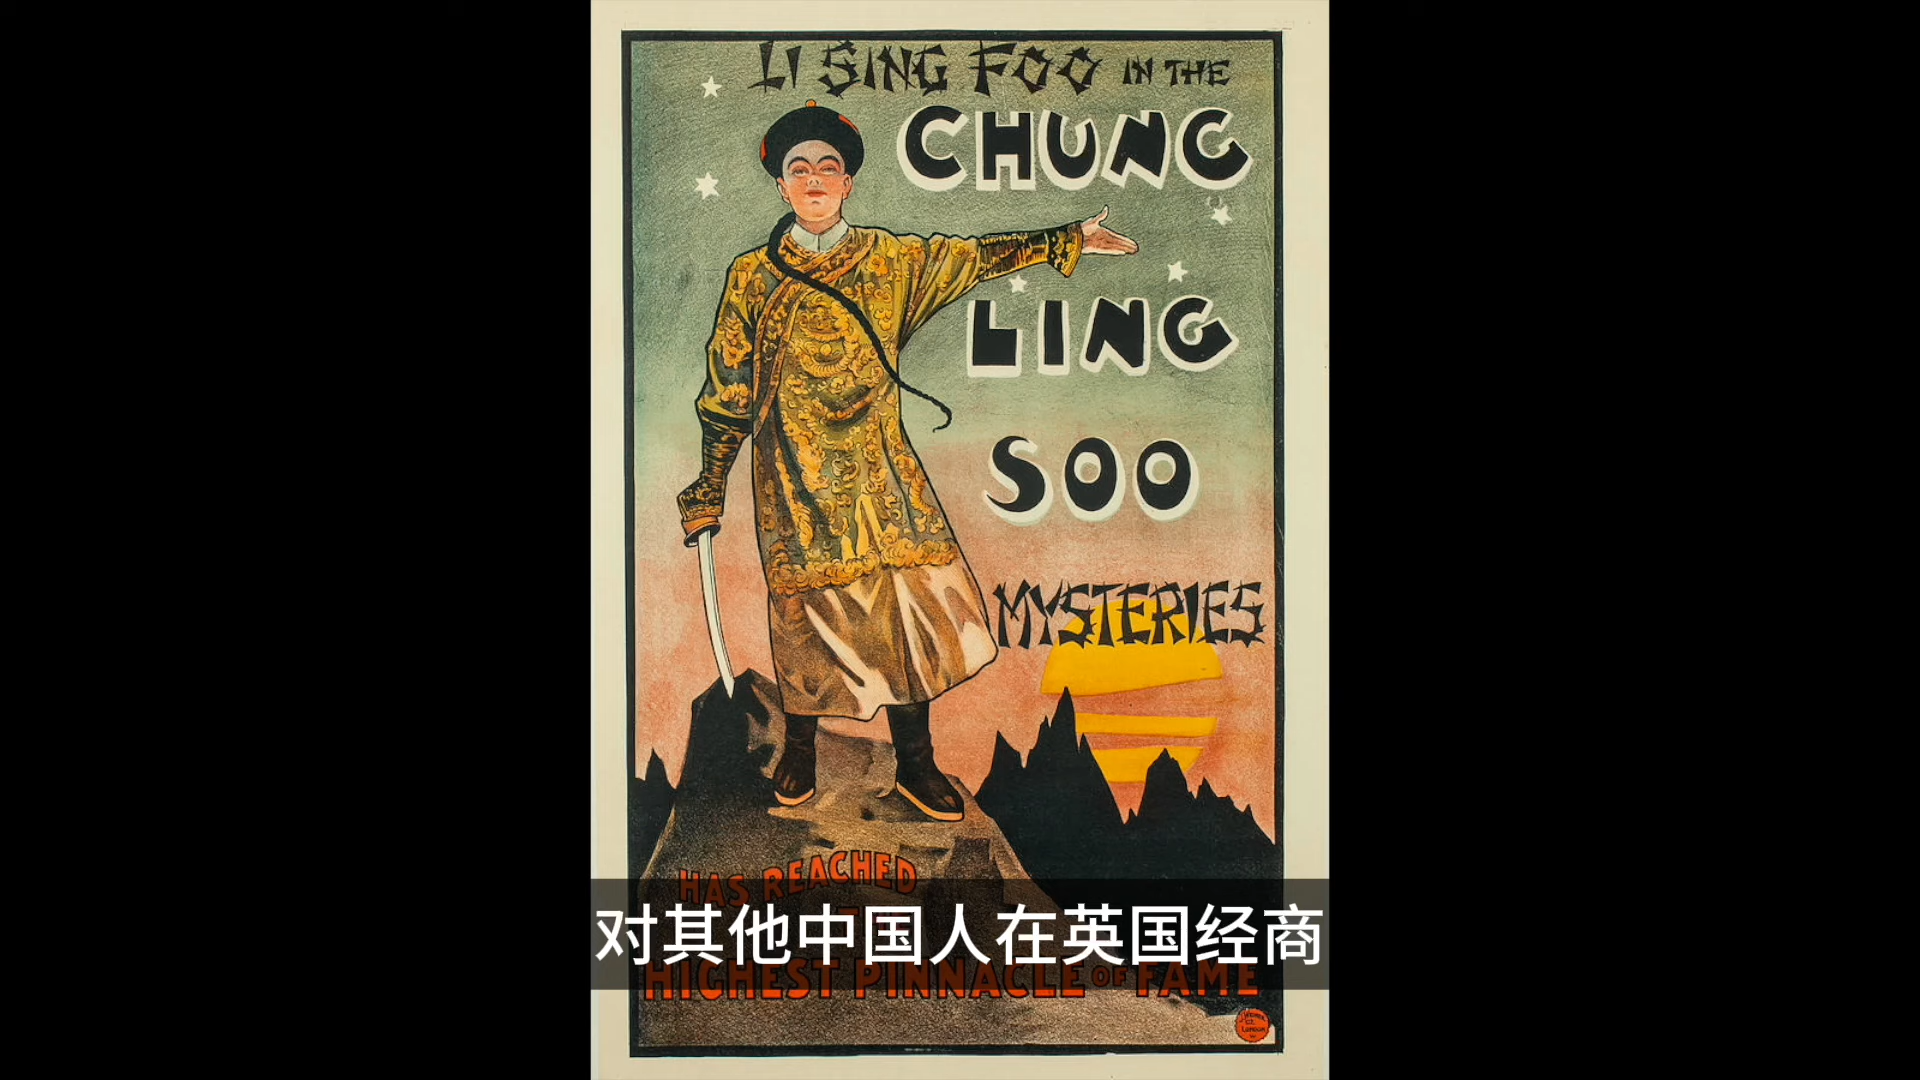 LI SING FOO IN THE
CHUNG
LING
SOO
MYSTERIES
HAS REACHED
对其他中国人在英国经商
HIGHEST PINNACLE OF FAME